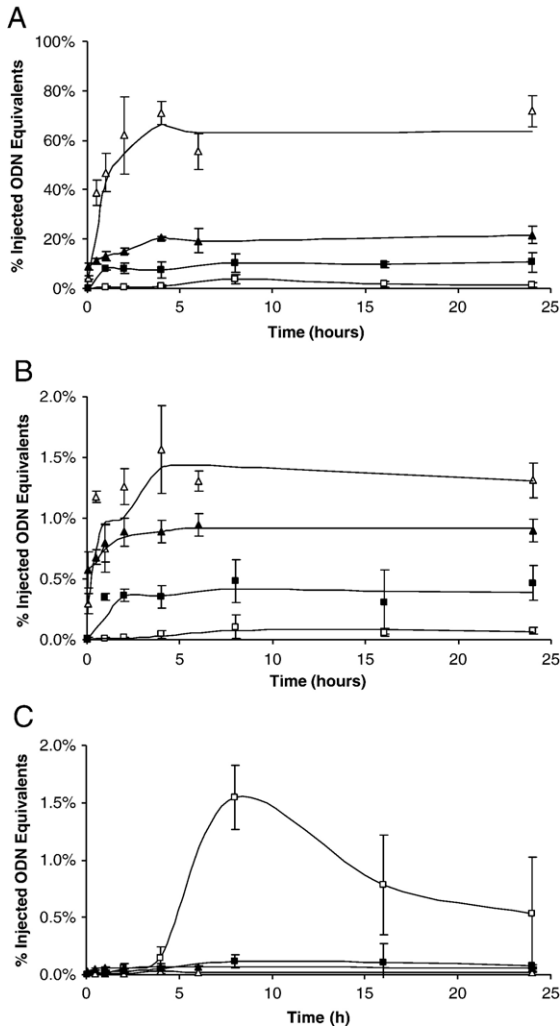 A
% Injected ODN Equivalents
100%
80%
60%
40%
20%
0%
0 5 10 15 20 25
Time (hours)
B
% Injected ODN Equivalents
2.0%
1.5%
1.0%
0.5%
0.0%
0 5 10 15 20 25
Time (hours)
C
% Injected ODN Equivalents
2.0%
1.5%
1.0%
0.5%
0.0%
0 5 10 15 20 25
Time (h)